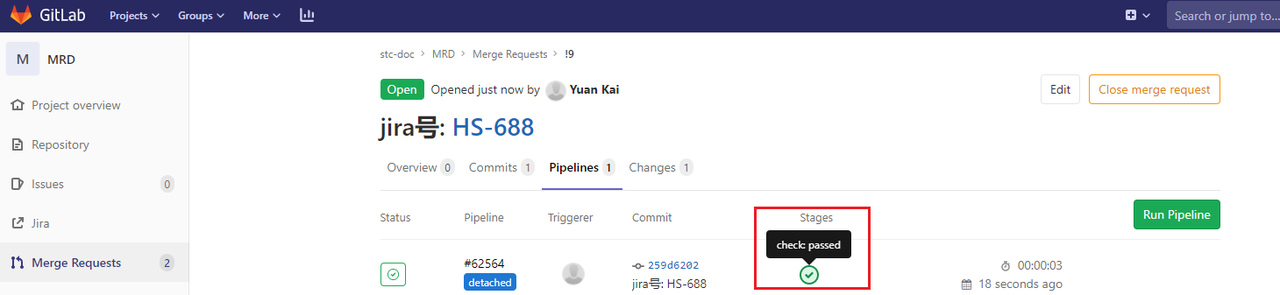 GitLab Projects Groups More Search or jump to...
M MRD
Project overview
Repository
Issues 0
Jira
Merge Requests 2
stc-doc > MRD > Merge Requests > !9
Open Opened just now by Yuan Kai Edit Close merge request
jira号: HS-688
Overview 0 Commits 1 Pipelines 1 Changes 1
Status Pipeline Triggerer Commit Stages Run Pipeline
check: passed
#62564 259d6202 00:00:03
detached jira号: HS-688 18 seconds ago